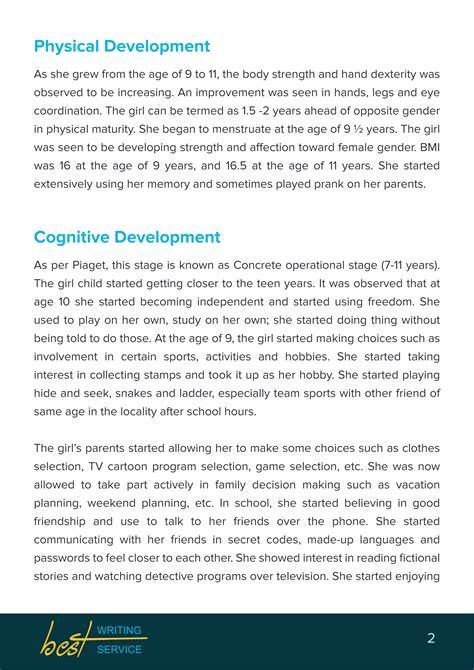 Physical Development
As she grew from the age of 9 to 11, the body strength and hand dexterity was
observed to be increasing. An improvement was seen in hands, legs and eye
coordination. The girl can be termed as 1.5 -2 years ahead of opposite gender
in physical maturity. She began to menstruate at the age of 9 ½ years. The girl
was seen to be developing strength and affection toward female gender. BMI
was 16 at the age of 9 years, and 16.5 at the age of 11 years. She started
extensively using her memory and sometimes played prank on her parents.
Cognitive Development
As per Piaget, this stage is known as Concrete operational stage (7-11 years).
The girl child started getting closer to the teen years. It was observed that at
age 10 she started becoming independent and started using freedom. She
used to play on her own, study on her own; she started doing thing without
being told to do those. At the age of 9, the girl started making choices such as
involvement in certain sports, activities and hobbies. She started taking
interest in collecting stamps and took it up as her hobby. She started playing
hide and seek, snakes and ladder, especially team sports with other friend of
same age in the locality after school hours.
The girl's parents started allowing her to make some choices such as clothes
selection, TV cartoon program selection, game selection, etc. She was now
allowed to take part actively in family decision making such as vacation
planning, weekend planning, etc. In school, she started believing in good
friendship and use to talk to her friends over the phone. She started
communicating with her friends in secret codes, made-up languages and
passwords to feel closer to each other. She showed interest in reading fictional
stories and watching detective programs over television. She started enjoying
best WRITING
SERVICE
2